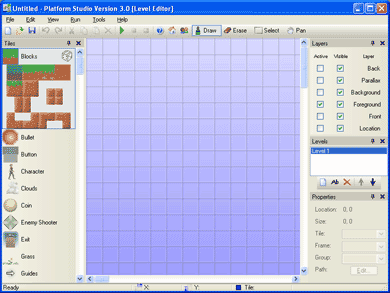 Untitled - Platform Studio Version 3.0 [Level Editor]
File Edit View Run Tools Help
Draw Erase Select Pan
Tiles
Blocks
Bullet
Button
Character
Clouds
Coin
Enemy Shooter
Exit
Grass
Guides
Layers
Active Visible Layer
Back
Parallax
Background
Foreground
Front
Location
Levels
Level 1
Ab
Properties
Location: 0, 0
Size: 0, 0
Tile:
Frame:
Group:
Path: Edit...
Ready X: Y: Tile: